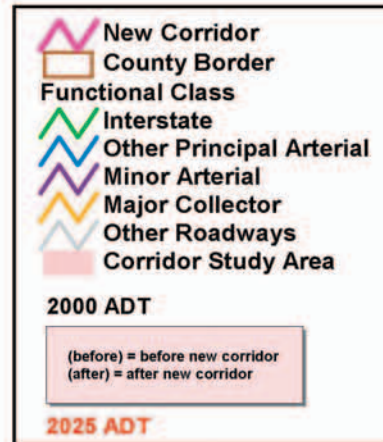 New Corridor
County Border
Functional Class
Interstate
Other Principal Arterial
Minor Arterial
Major Collector
Other Roadways
Corridor Study Area
2000 ADT
(before) = before new corridor
(after) = after new corridor
2025 ADT